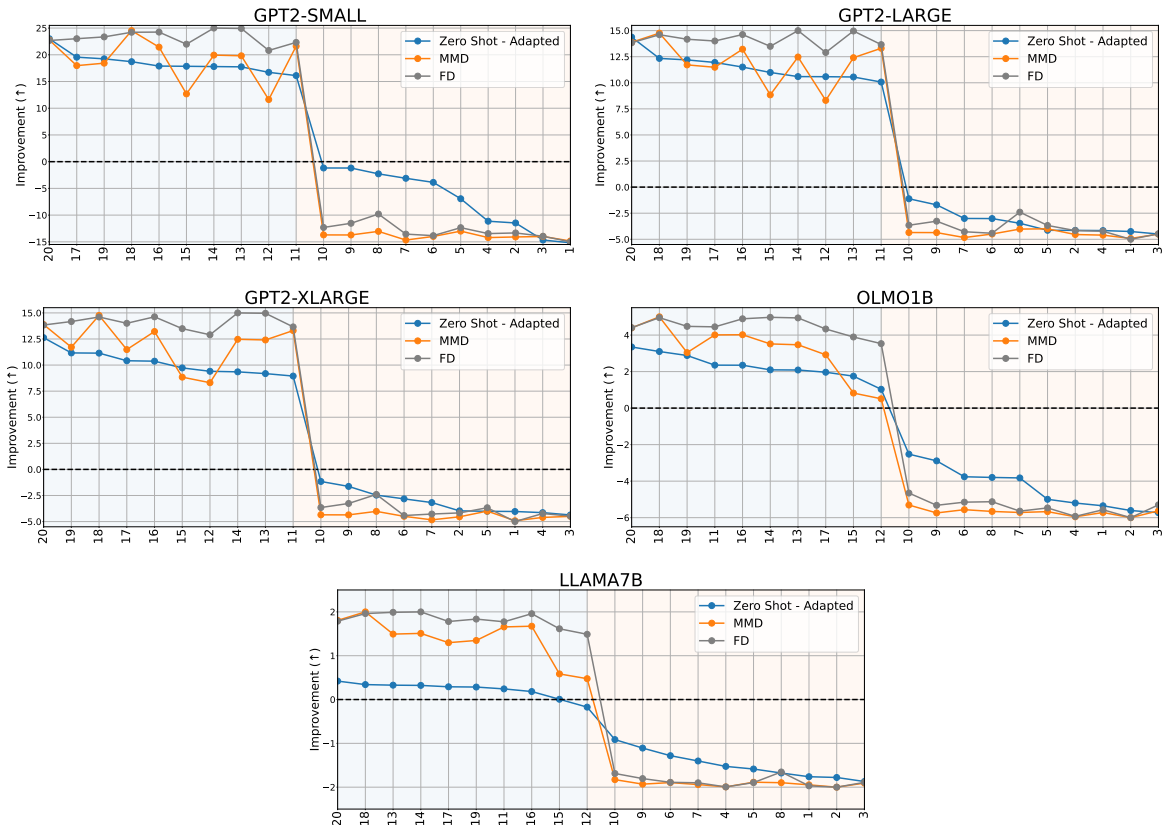 GPT2-SMALL
Improvement (↑)
25
20
15
10
5
0
−5
−10
−15
Zero Shot - Adapted
MMD
FD
20 17 19 18 16 15 14 13 12 11 10 9 8 7 6 5 2 4 3 1
GPT2-LARGE
Improvement (↑)
15.0
12.5
10.0
7.5
5.0
2.5
0.0
−2.5
−5.0
Zero Shot - Adapted
MMD
FD
20 18 19 17 16 15 14 12 13 11 10 9 7 6 8 5 2 4 1 3
GPT2-XLARGE
Improvement (↑)
15.0
12.5
10.0
7.5
5.0
2.5
0.0
−2.5
−5.0
Zero Shot - Adapted
MMD
FD
20 19 18 17 16 15 12 14 13 11 10 9 8 6 7 2 5 1 4 3
OLMO1B
Improvement (↑)
4
2
0
−2
−4
−6
Zero Shot - Adapted
MMD
FD
20 18 19 11 16 14 13 17 15 12 10 9 6 8 7 5 4 1 2 3
LLAMA7B
Improvement (↑)
2
1
0
−1
−2
Zero Shot - Adapted
MMD
FD
20 18 13 14 17 19 11 16 15 12 10 9 6 7 4 5 8 1 2 3